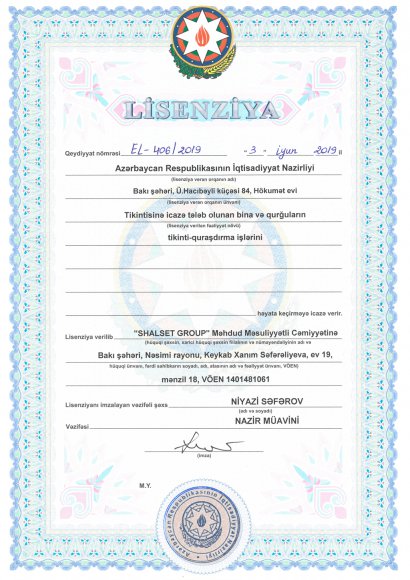 LİSENZİYA
Qeydiyyat nömrəsi EL-406/2019 "3" iyun 2019 il
Azərbaycan Respublikasının İqtisadiyyat Nazirliyi
(lisenziya verən orqanın adı)
Bakı şəhəri, Ü.Hacıbəyli küçəsi 84, Hökumət evi
(lisenziya verən orqanın ünvanı)
Tikintisinə icazə tələb olunan bina və qurğuların
(lisenziya verilən fəaliyyət növü)
tikinti-quraşdırma işlərini
həyata keçirməyə icazə verir.
Lisenziya verilib "SHALSET GROUP" Məhdud Məsuliyyətli Cəmiyyətinə
(hüquqi şəxsin, xarici hüquqi şəxsin filialının və nümayəndəliyinin adı və
Bakı şəhəri, Nəsimi rayonu, Keykab Xanım Səfərəliyeva, ev 19,
hüquqi ünvanı, fərdi sahibkarın soyadı, adı, atasının adı və fəaliyyət ünvanı, VÖEN)
mənzil 18, VÖEN 1401481061
Lisenziyanı imzalayan vəzifəli şəxs NİYAZİ SƏFƏROV
(adı və soyadı)
Vəzifəsi NAZİR MÜAVİNİ
(imza)
M.Y.
Azərbaycan Respublikasının İqtisadiyyat Nazirliyi